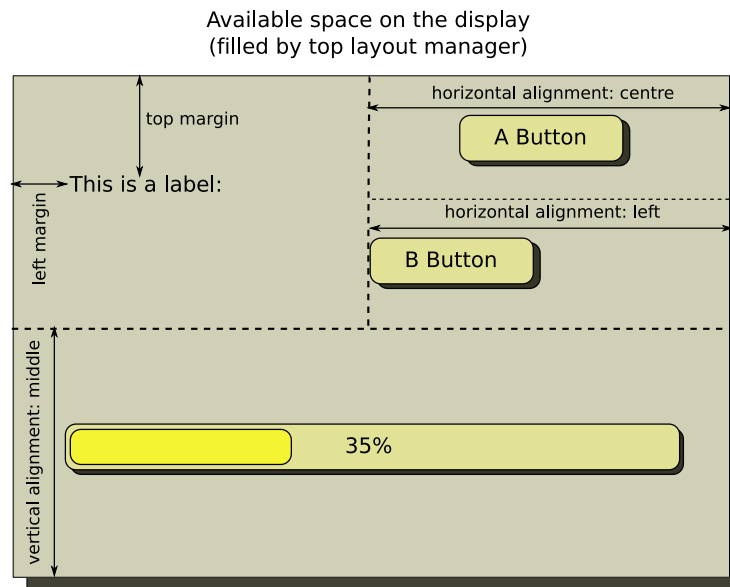 Available space on the display
(filled by top layout manager)
horizontal alignment: centre
top margin
A Button
This is a label:
left margin
horizontal alignment: left
B Button
vertical alignment: middle
35%